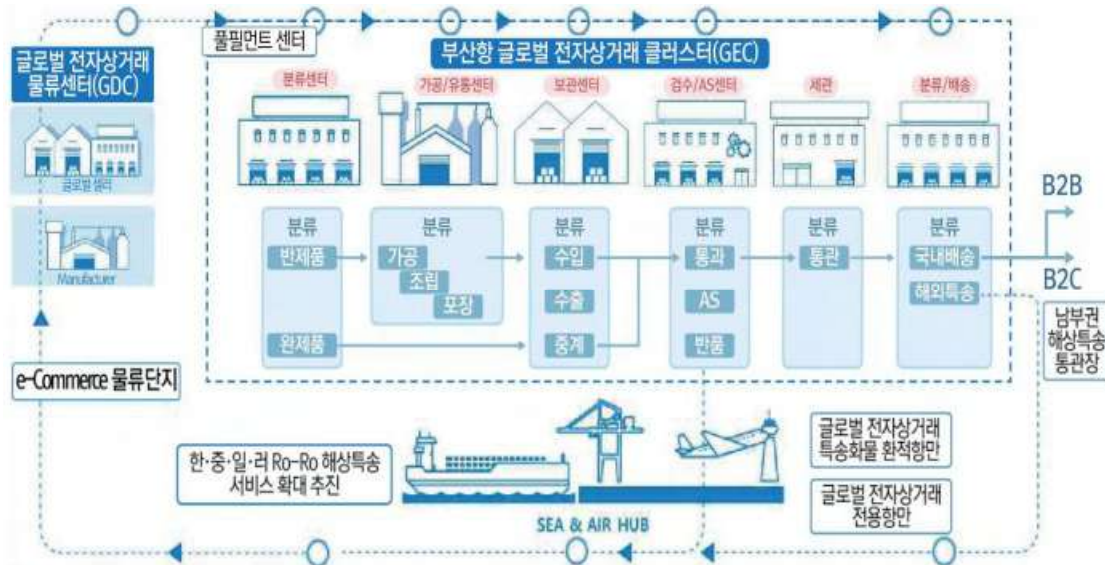 풀필먼트 센터
글로벌 전자상거래
물류센터(GDC)
글로벌 셀러
Manufacturer
e-Commerce 물류단지
부산항 글로벌 전자상거래 클러스터(GEC)
분류센터
가공/유통센터
보관센터
검수/AS센터
세관
분류/배송
분류
반제품
완제품
분류
가공
조립
포장
분류
수입
수출
중계
분류
통과
AS
반품
분류
통관
분류
국내배송
해외특송
B2B
B2C
남부권
해상특송
통관장
한·중·일·러 Ro-Ro 해상특송
서비스 확대 추진
SEA & AIR HUB
글로벌 전자상거래
특송화물 환적항만
글로벌 전자상거래
전용항만